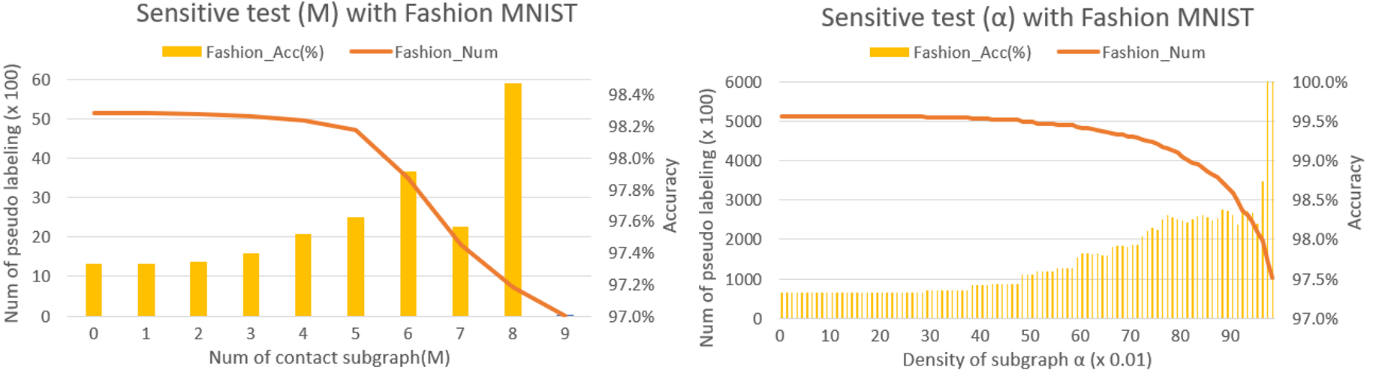 Sensitive test (M) with Fashion MNIST
Fashion_Acc(%) Fashion_Num
Num of pseudo labeling (x 100)
60
50
40
30
20
10
0
98.4%
98.2%
98.0%
97.8%
97.6%
97.4%
97.2%
97.0%
Accuracy
0 1 2 3 4 5 6 7 8 9
Num of contact subgraph(M)
Sensitive test (α) with Fashion MNIST
Fashion_Acc(%) Fashion_Num
Num of pseudo labeling (x 100)
6000
5000
4000
3000
2000
1000
0
100.0%
99.5%
99.0%
98.5%
98.0%
97.5%
97.0%
Accuracy
0 10 20 30 40 50 60 70 80 90
Density of subgraph α (x 0.01)